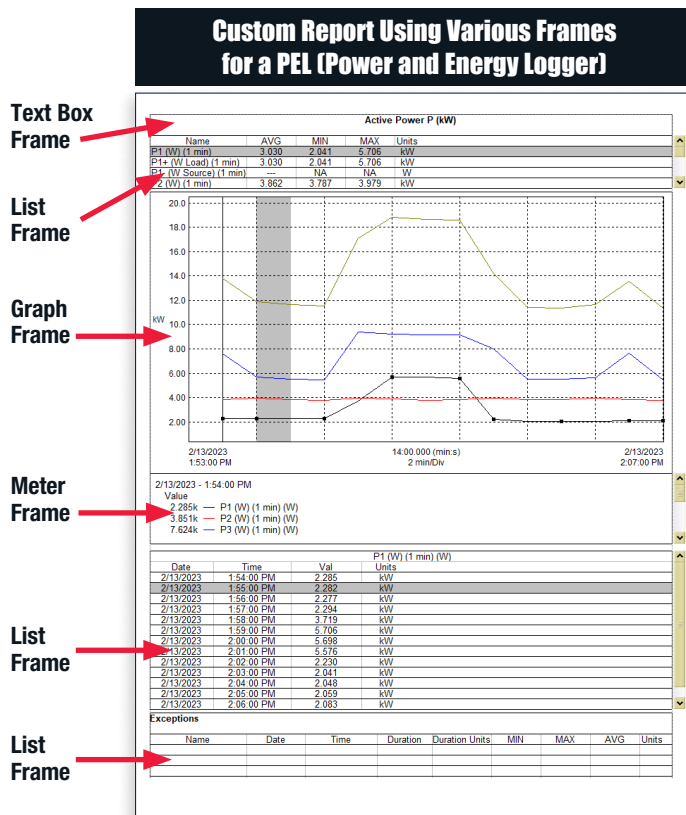 Custom Report Using Various Frames
for a PEL (Power and Energy Logger)
Text Box
Frame
List
Frame
Graph
Frame
Meter
Frame
List
Frame
List
Frame
Active Power P (kW)
Name AVG MIN MAX Units
P1 (W) (1 min) 3.030 2.041 5.706 kW
P1+ (W Load) (1 min) 3.030 2.041 5.706 kW
P1- (W Source) (1 min) --- NA NA W
P2 (W) (1 min) 3.862 3.787 3.979 kW
20.0
18.0
16.0
14.0
12.0
kW
10.0
8.00
6.00
4.00
2.00
2/13/2023 14:00.000 (min:s) 2/13/2023
1:53:00 PM 2 min/Div 2:07:00 PM
2/13/2023 - 1:54:00 PM
Value
2.285k — P1 (W) (1 min) (W)
3.851k — P2 (W) (1 min) (W)
7.624k — P3 (W) (1 min) (W)
P1 (W) (1 min) (W)
Date Time Val Units
2/13/2023 1:54:00 PM 2.285 kW
2/13/2023 1:55:00 PM 2.282 kW
2/13/2023 1:56:00 PM 2.277 kW
2/13/2023 1:57:00 PM 2.294 kW
2/13/2023 1:58:00 PM 3.719 kW
2/13/2023 1:59:00 PM 5.706 kW
2/13/2023 2:00:00 PM 5.698 kW
2/13/2023 2:01:00 PM 5.576 kW
2/13/2023 2:02:00 PM 2.230 kW
2/13/2023 2:03:00 PM 2.041 kW
2/13/2023 2:04:00 PM 2.048 kW
2/13/2023 2:05:00 PM 2.059 kW
2/13/2023 2:06:00 PM 2.083 kW
Exceptions
Name Date Time Duration Duration Units MIN MAX AVG Units